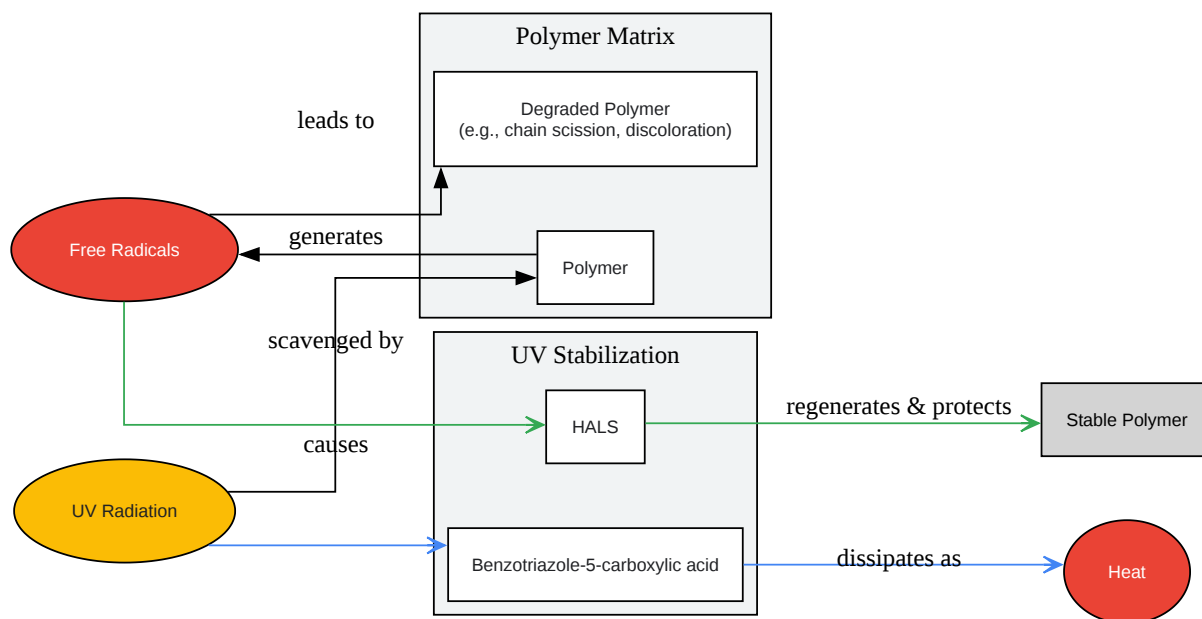 Polymer Matrix
Degraded Polymer
(e.g., chain scission, discoloration)
leads to
Free Radicals
generates
Polymer
scavenged by
UV Stabilization
HALS
regenerates & protects
Stable Polymer
causes
UV Radiation
Benzotriazole-5-carboxylic acid
dissipates as
Heat